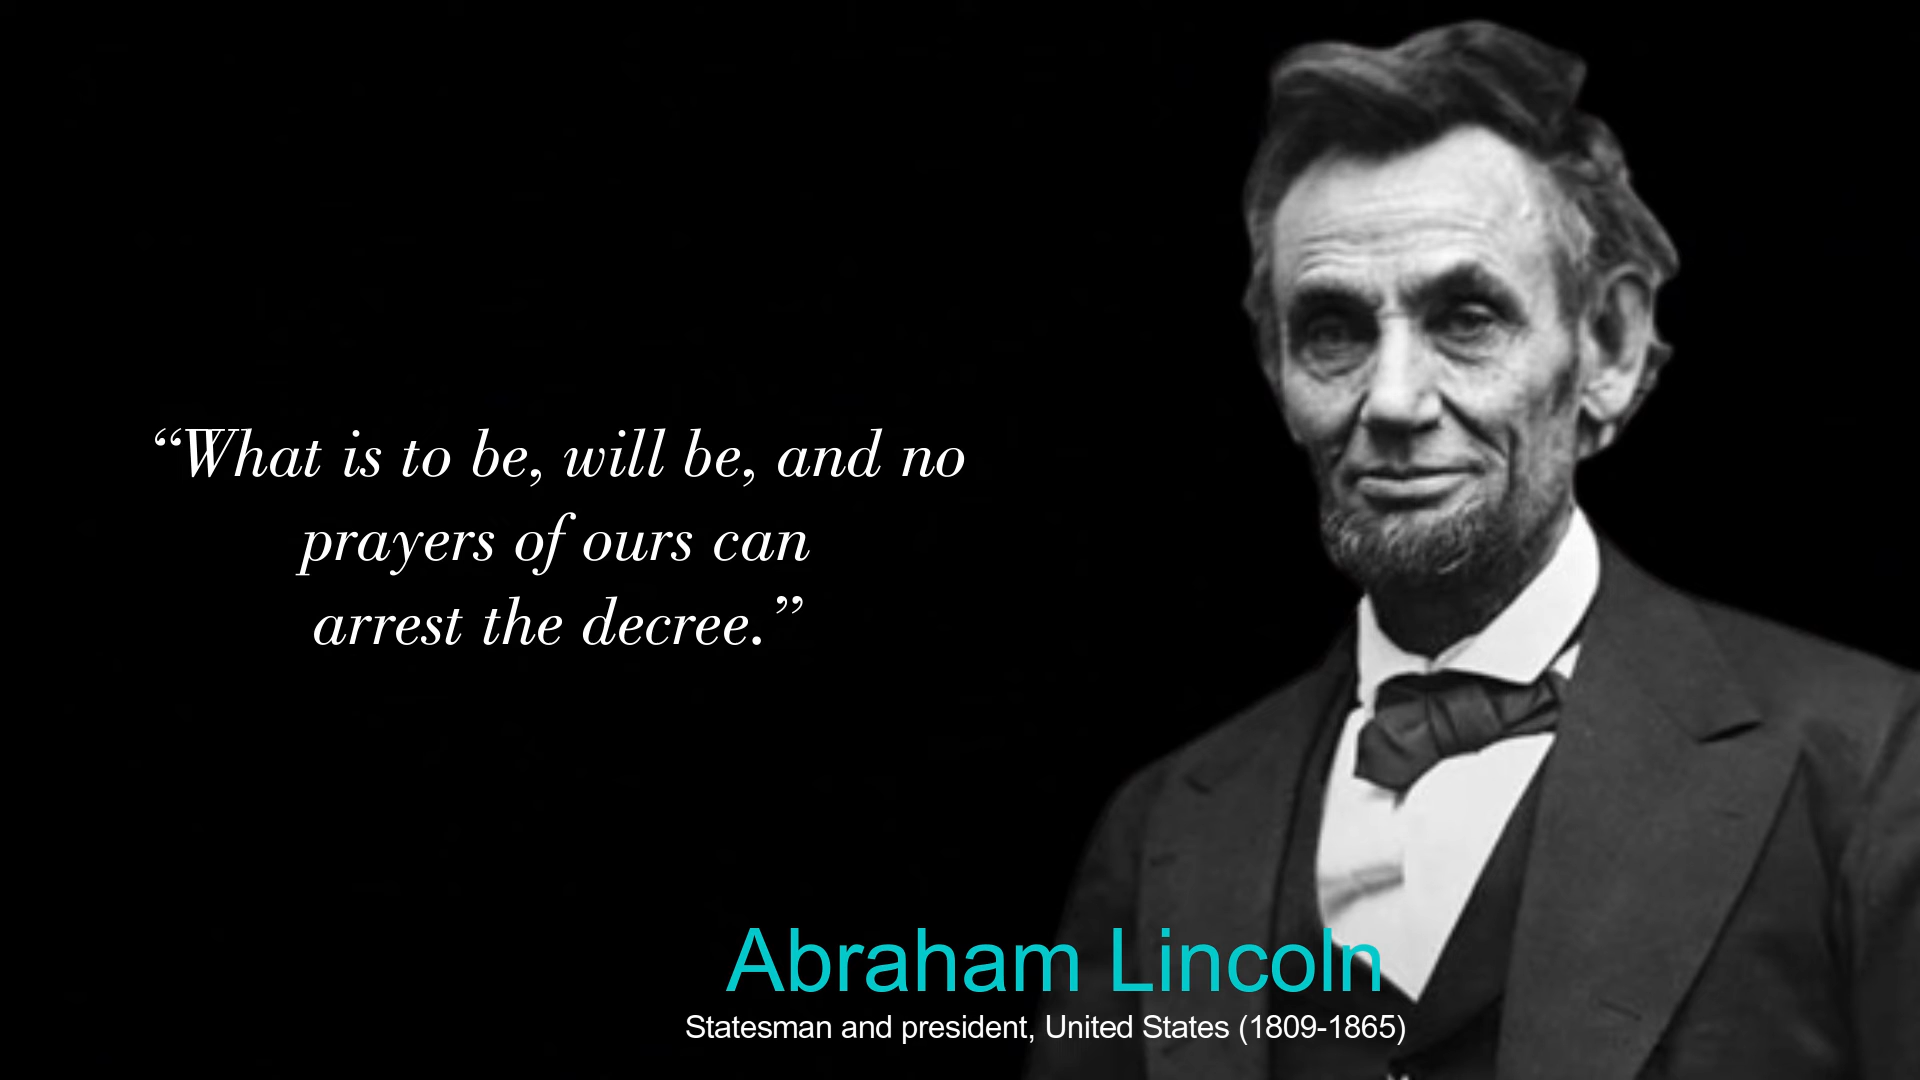 “What is to be, will be, and no
prayers of ours can
arrest the decree.”
Abraham Lincoln
Statesman and president, United States (1809-1865)